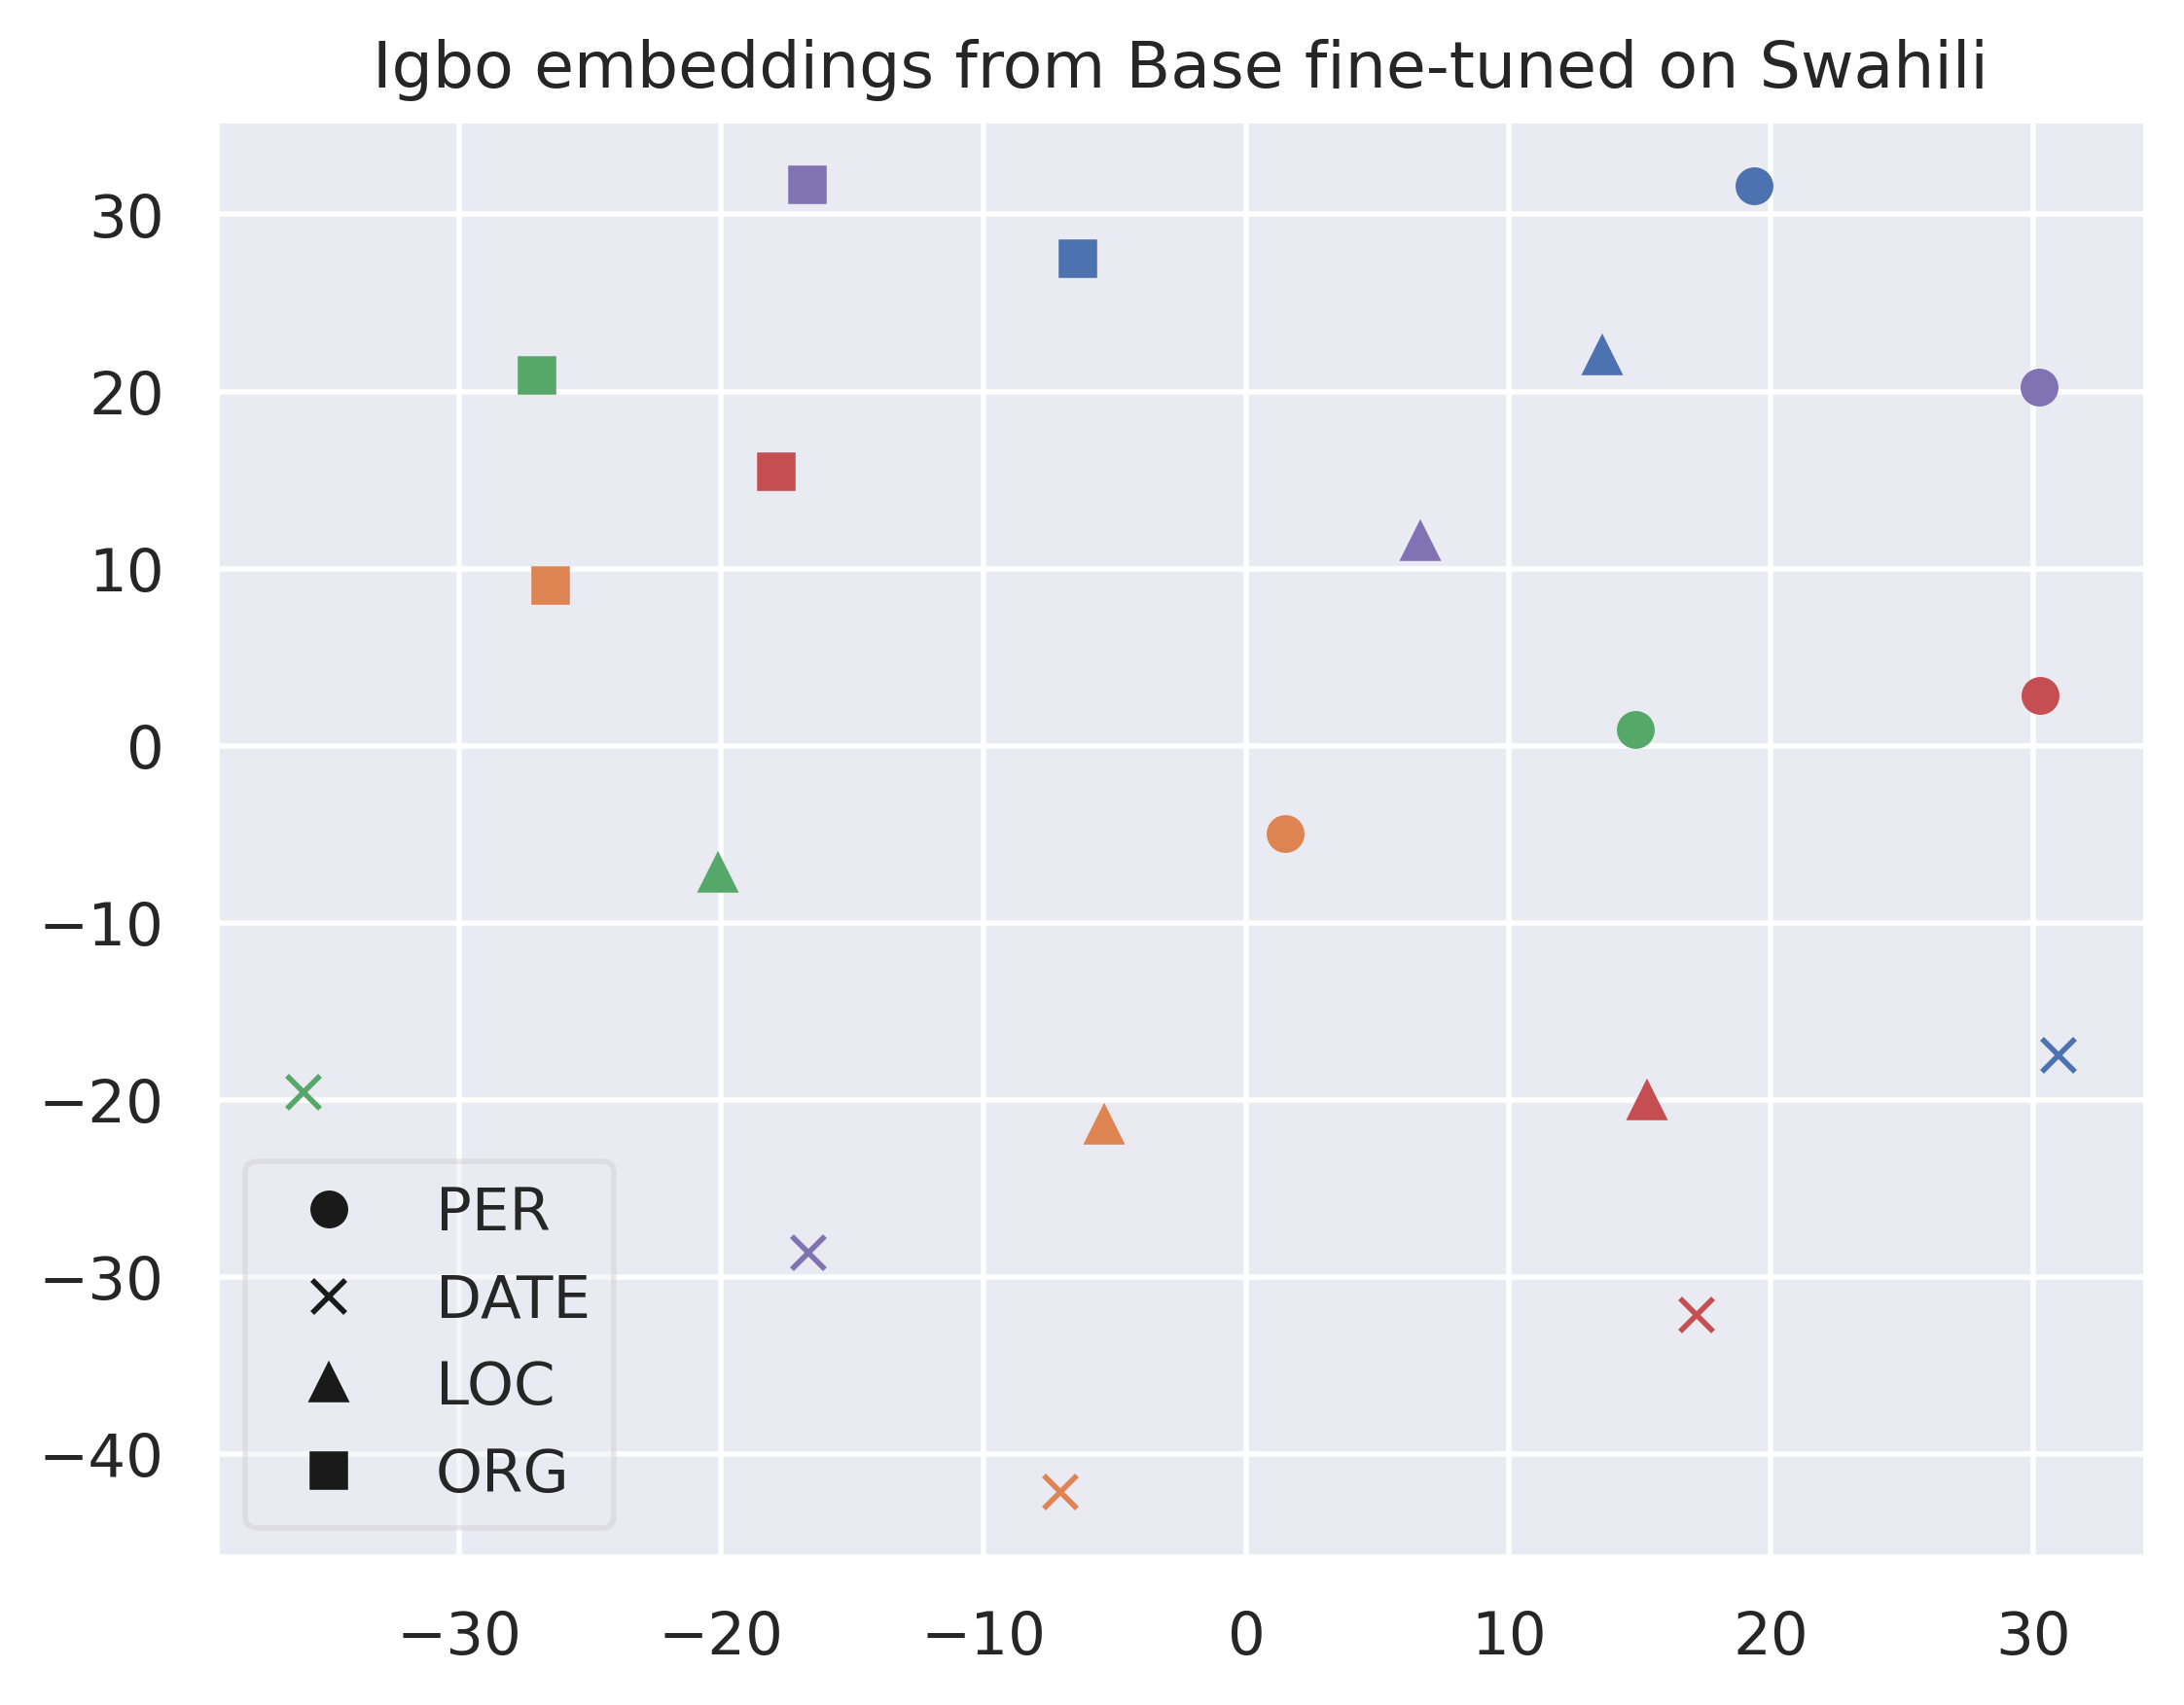 Igbo embeddings from Base fine-tuned on Swahili
30
20
10
0
−10
−20
−30
−40
PER
DATE
LOC
ORG
−30 −20 −10 0 10 20 30